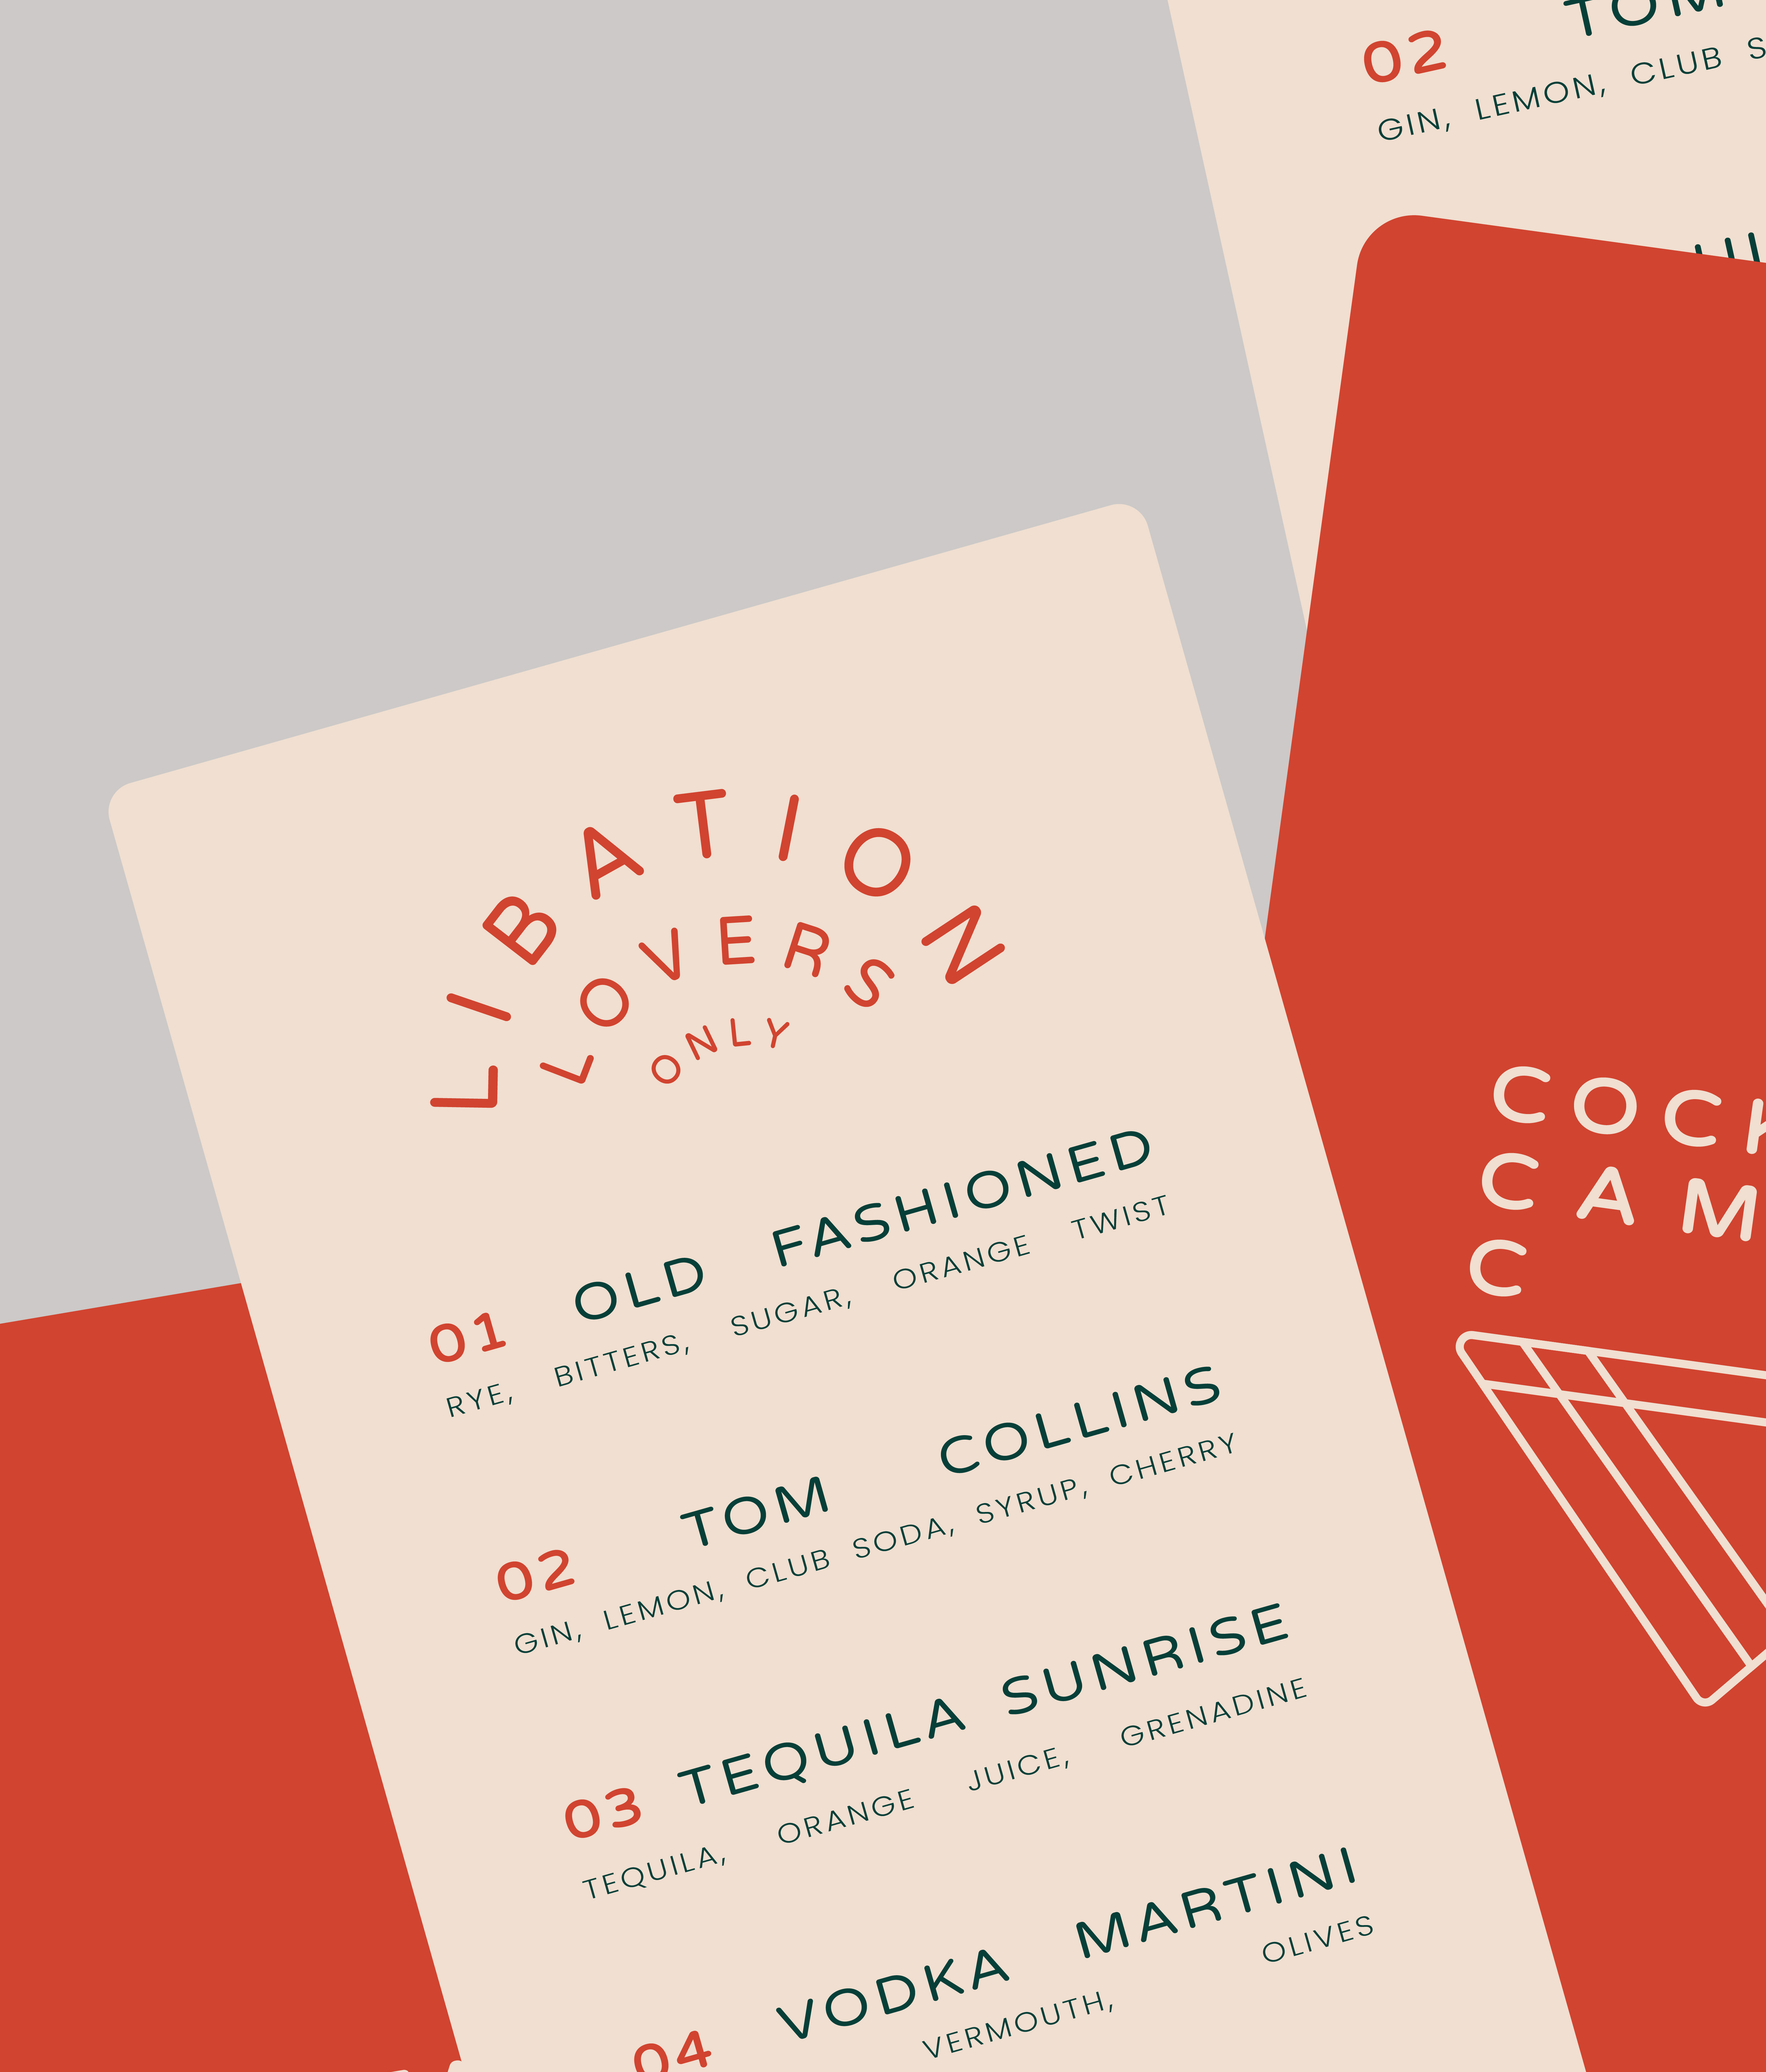 LIBATION
LOVERS
ONLY
01 OLD FASHIONED
RYE, BITTERS, SUGAR, ORANGE TWIST
02 TOM COLLINS
GIN, LEMON, CLUB SODA, SYRUP, CHERRY
03 TEQUILA SUNRISE
TEQUILA, ORANGE JUICE, GRENADINE
04 VODKA MARTINI
VERMOUTH, OLIVES
02 TOM
GIN, LEMON, CLUB S
COCK
CAM
C